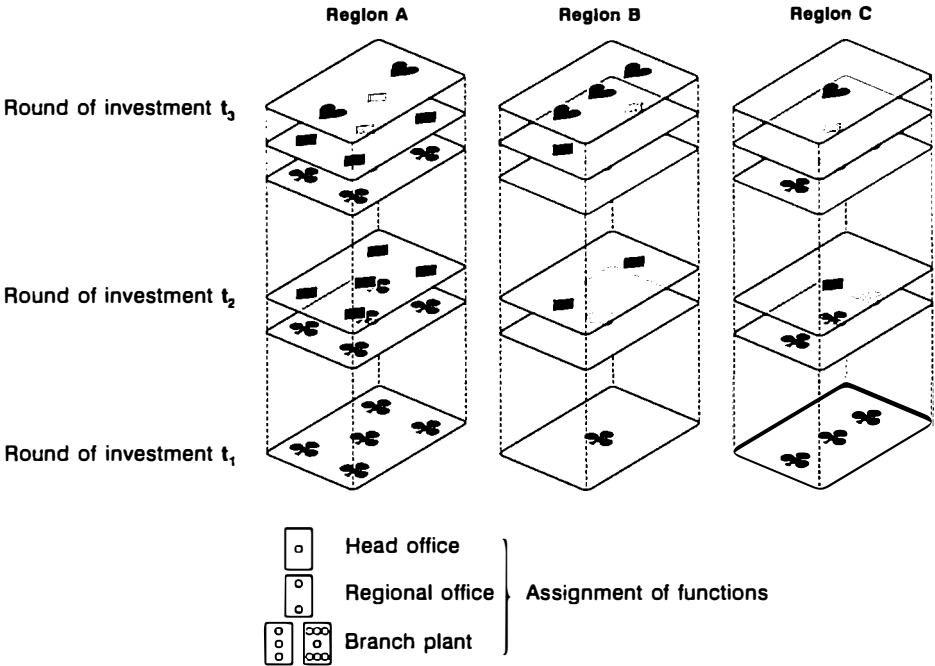 Region A
Region B
Region C
Round of investment t₃
Round of investment t₂
Round of investment t₁
Head office
Regional office
Assignment of functions
Branch plant